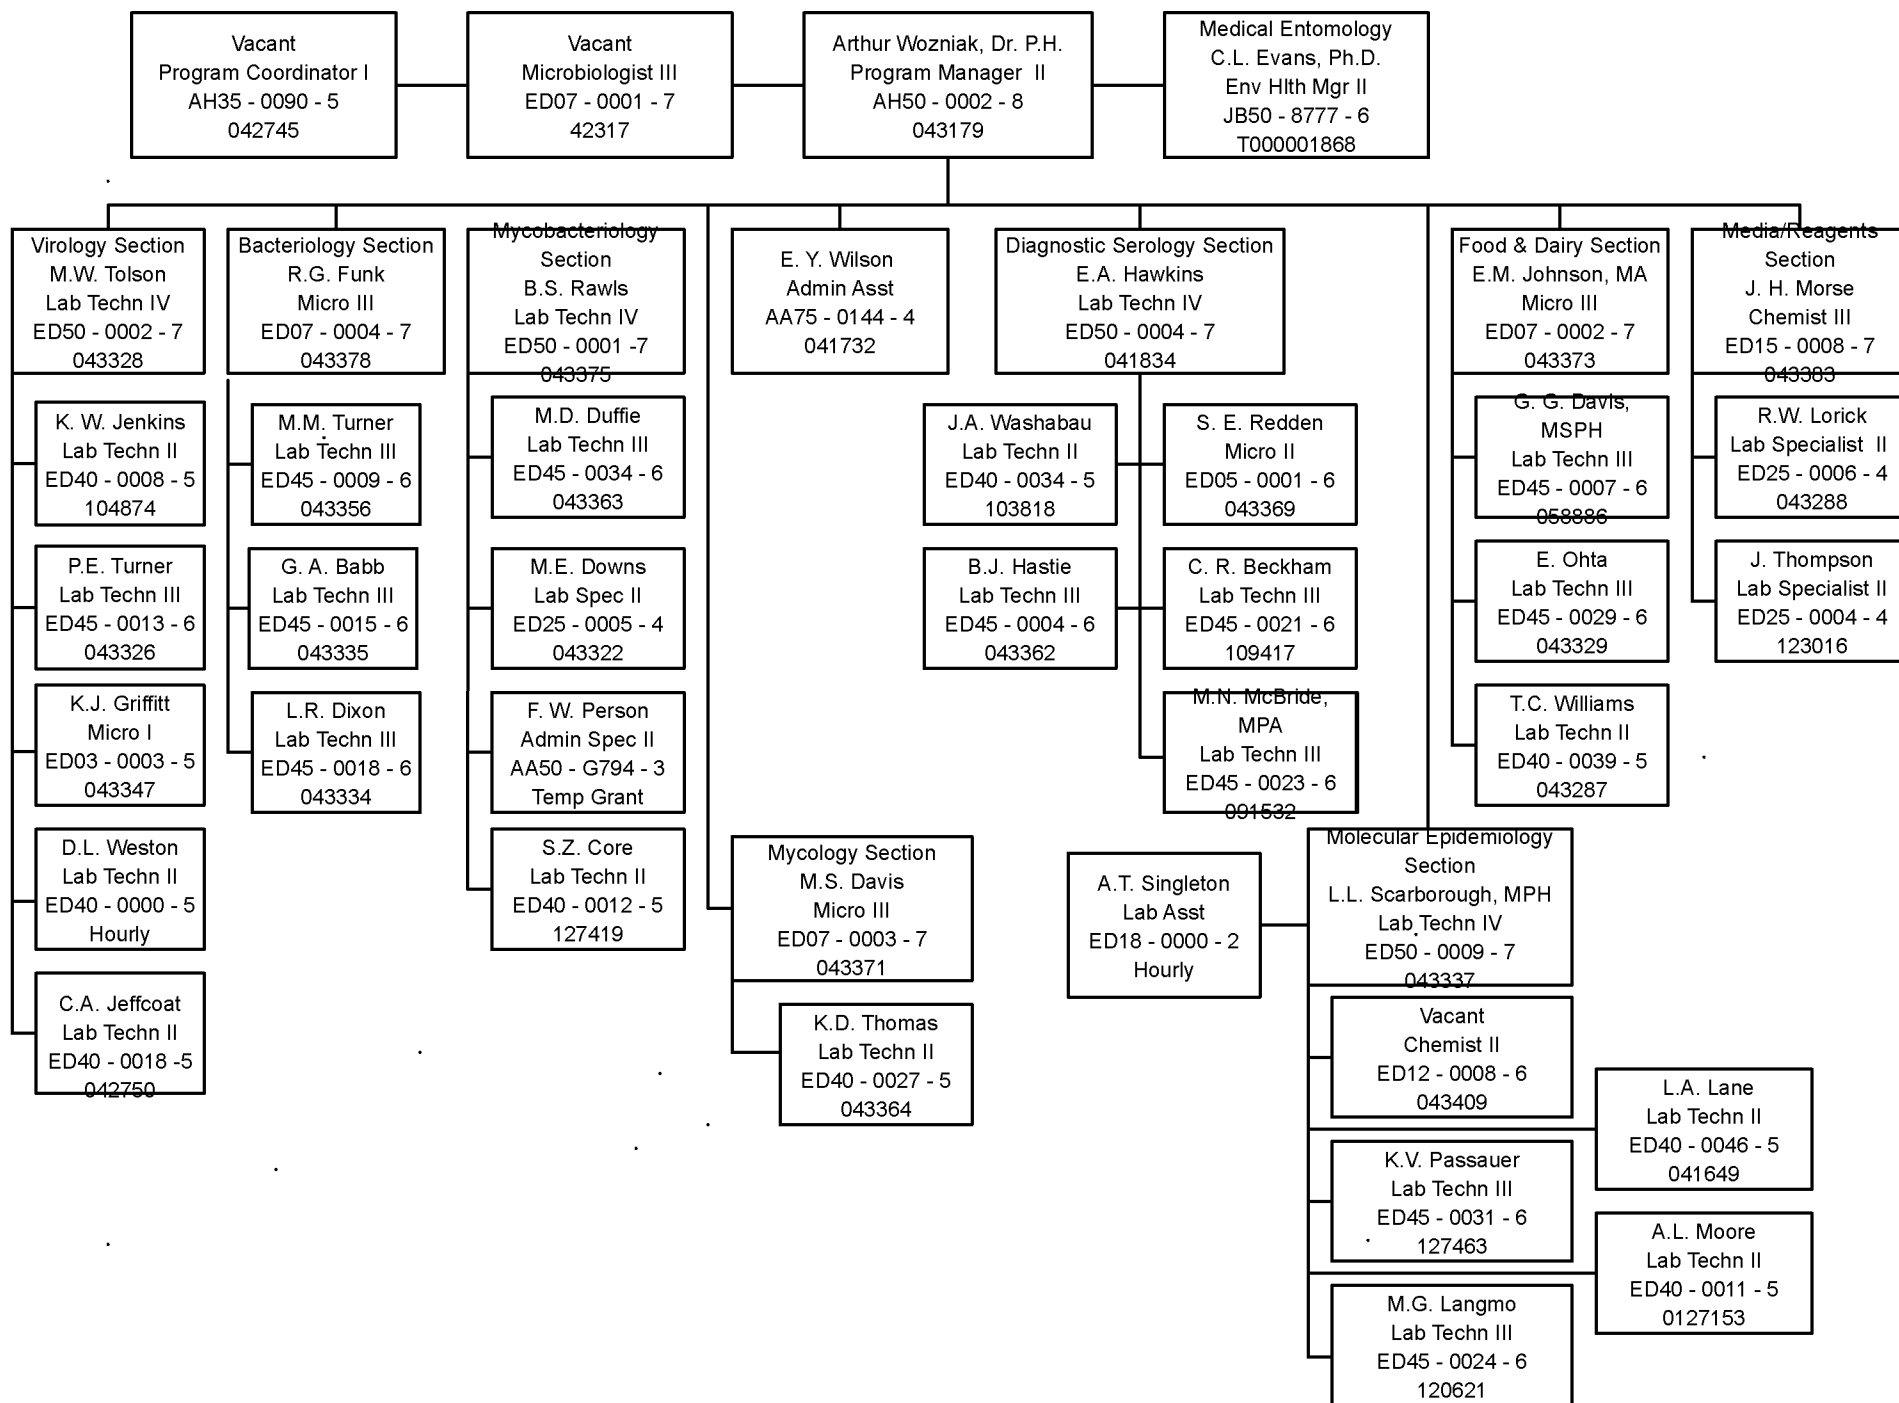 Vacant
Program Coordinator I
AH35 - 0090 - 5
042745
Vacant
Microbiologist III
ED07 - 0001 - 7
42317
Arthur Wozniak, Dr. P.H.
Program Manager II
AH50 - 0002 - 8
043179
Medical Entomology
C.L. Evans, Ph.D.
Env Hlth Mgr II
JB50 - 8777 - 6
T000001868
Virology Section
M.W. Tolson
Lab Techn IV
ED50 - 0002 - 7
043328
Bacteriology Section
R.G. Funk
Micro III
ED07 - 0004 - 7
043378
Mycobacteriology
Section
B.S. Rawls
Lab Techn IV
ED50 - 0001 -7
043375
E. Y. Wilson
Admin Asst
AA75 - 0144 - 4
041732
Diagnostic Serology Section
E.A. Hawkins
Lab Techn IV
ED50 - 0004 - 7
041834
Food & Dairy Section
E.M. Johnson, MA
Micro III
ED07 - 0002 - 7
043373
Media/Reagents
Section
J. H. Morse
Chemist III
ED15 - 0008 - 7
043383
K. W. Jenkins
Lab Techn II
ED40 - 0008 - 5
104874
P.E. Turner
Lab Techn III
ED45 - 0013 - 6
043326
K.J. Griffitt
Micro I
ED03 - 0003 - 5
043347
D.L. Weston
Lab Techn II
ED40 - 0000 - 5
Hourly
C.A. Jeffcoat
Lab Techn II
ED40 - 0018 -5
042750
M.M. Turner
Lab Techn III
ED45 - 0009 - 6
043356
G. A. Babb
Lab Techn III
ED45 - 0015 - 6
043335
L.R. Dixon
Lab Techn III
ED45 - 0018 - 6
043334
M.D. Duffie
Lab Techn III
ED45 - 0034 - 6
043363
M.E. Downs
Lab Spec II
ED25 - 0005 - 4
043322
F. W. Person
Admin Spec II
AA50 - G794 - 3
Temp Grant
S.Z. Core
Lab Techn II
ED40 - 0012 - 5
127419
Mycology Section
M.S. Davis
Micro III
ED07 - 0003 - 7
043371
K.D. Thomas
Lab Techn II
ED40 - 0027 - 5
043364
J.A. Washabau
Lab Techn II
ED40 - 0034 - 5
103818
S. E. Redden
Micro II
ED05 - 0001 - 6
043369
B.J. Hastie
Lab Techn III
ED45 - 0004 - 6
043362
C. R. Beckham
Lab Techn III
ED45 - 0021 - 6
109417
M.N. McBride,
MPA
Lab Techn III
ED45 - 0023 - 6
091532
G. G. Davis,
MSPH
Lab Techn III
ED45 - 0007 - 6
058886
E. Ohta
Lab Techn III
ED45 - 0029 - 6
043329
T.C. Williams
Lab Techn II
ED40 - 0039 - 5
043287
R.W. Lorick
Lab Specialist II
ED25 - 0006 - 4
043288
J. Thompson
Lab Specialist II
ED25 - 0004 - 4
123016
A.T. Singleton
Lab Asst
ED18 - 0000 - 2
Hourly
Molecular Epidemiology
Section
L.L. Scarborough, MPH
Lab Techn IV
ED50 - 0009 - 7
043337
Vacant
Chemist II
ED12 - 0008 - 6
043409
L.A. Lane
Lab Techn II
ED40 - 0046 - 5
041649
K.V. Passauer
Lab Techn III
ED45 - 0031 - 6
127463
A.L. Moore
Lab Techn II
ED40 - 0011 - 5
0127153
M.G. Langmo
Lab Techn III
ED45 - 0024 - 6
120621